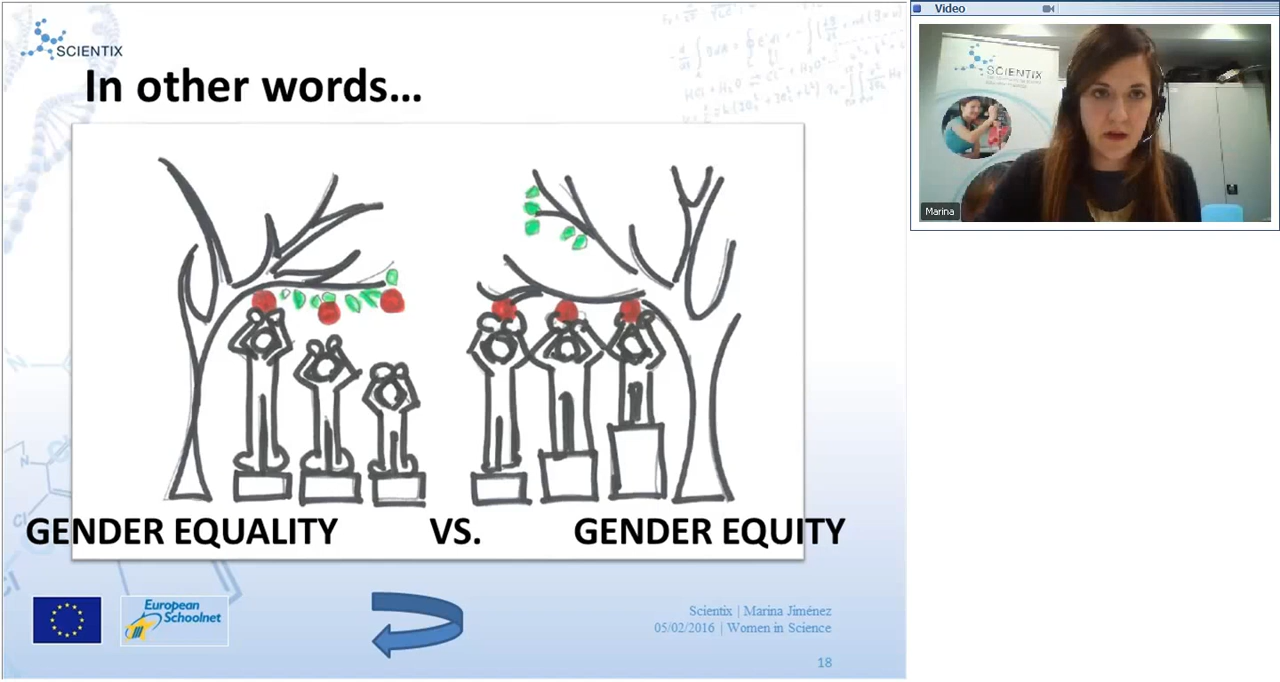 SCIENTIX
In other words...
GENDER EQUALITY VS. GENDER EQUITY
European
Schoolnet
Scientix | Marina Jiménez
05/02/2016 | Women in Science
18
Video
SCIENTIX
Marina